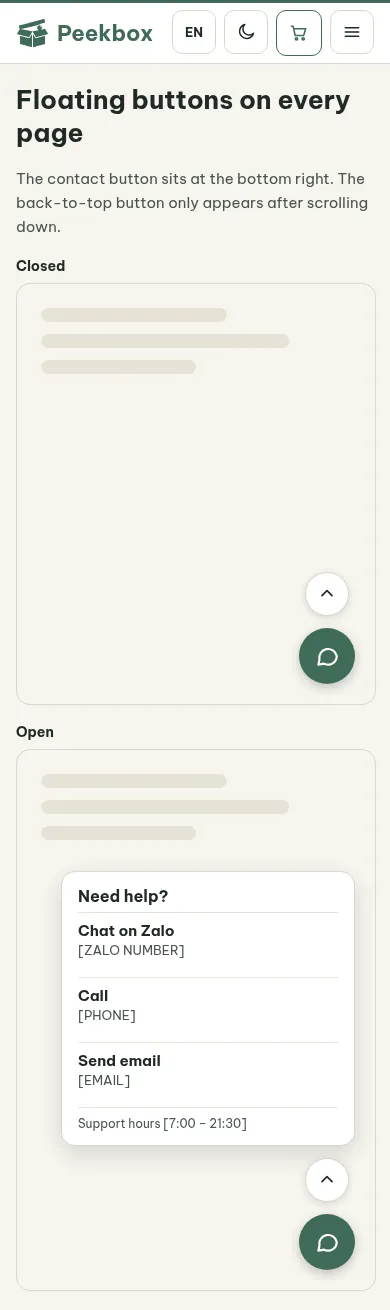 Peekbox
EN
Floating buttons on every
page
The contact button sits at the bottom right. The
back-to-top button only appears after scrolling
down.
Closed
Open
Need help?
Chat on Zalo
[ZALO NUMBER]
Call
[PHONE]
Send email
[EMAIL]
Support hours [7:00 – 21:30]